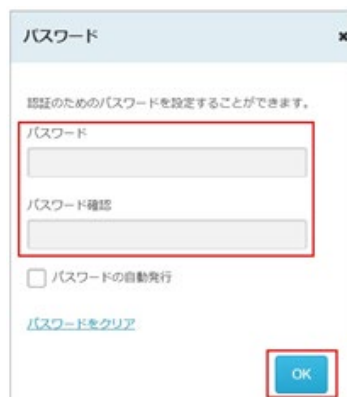 パスワード
認証のためのパスワードを設定することができます。
パスワード
パスワード確認
パスワードの自動発行
パスワードをクリア
OK